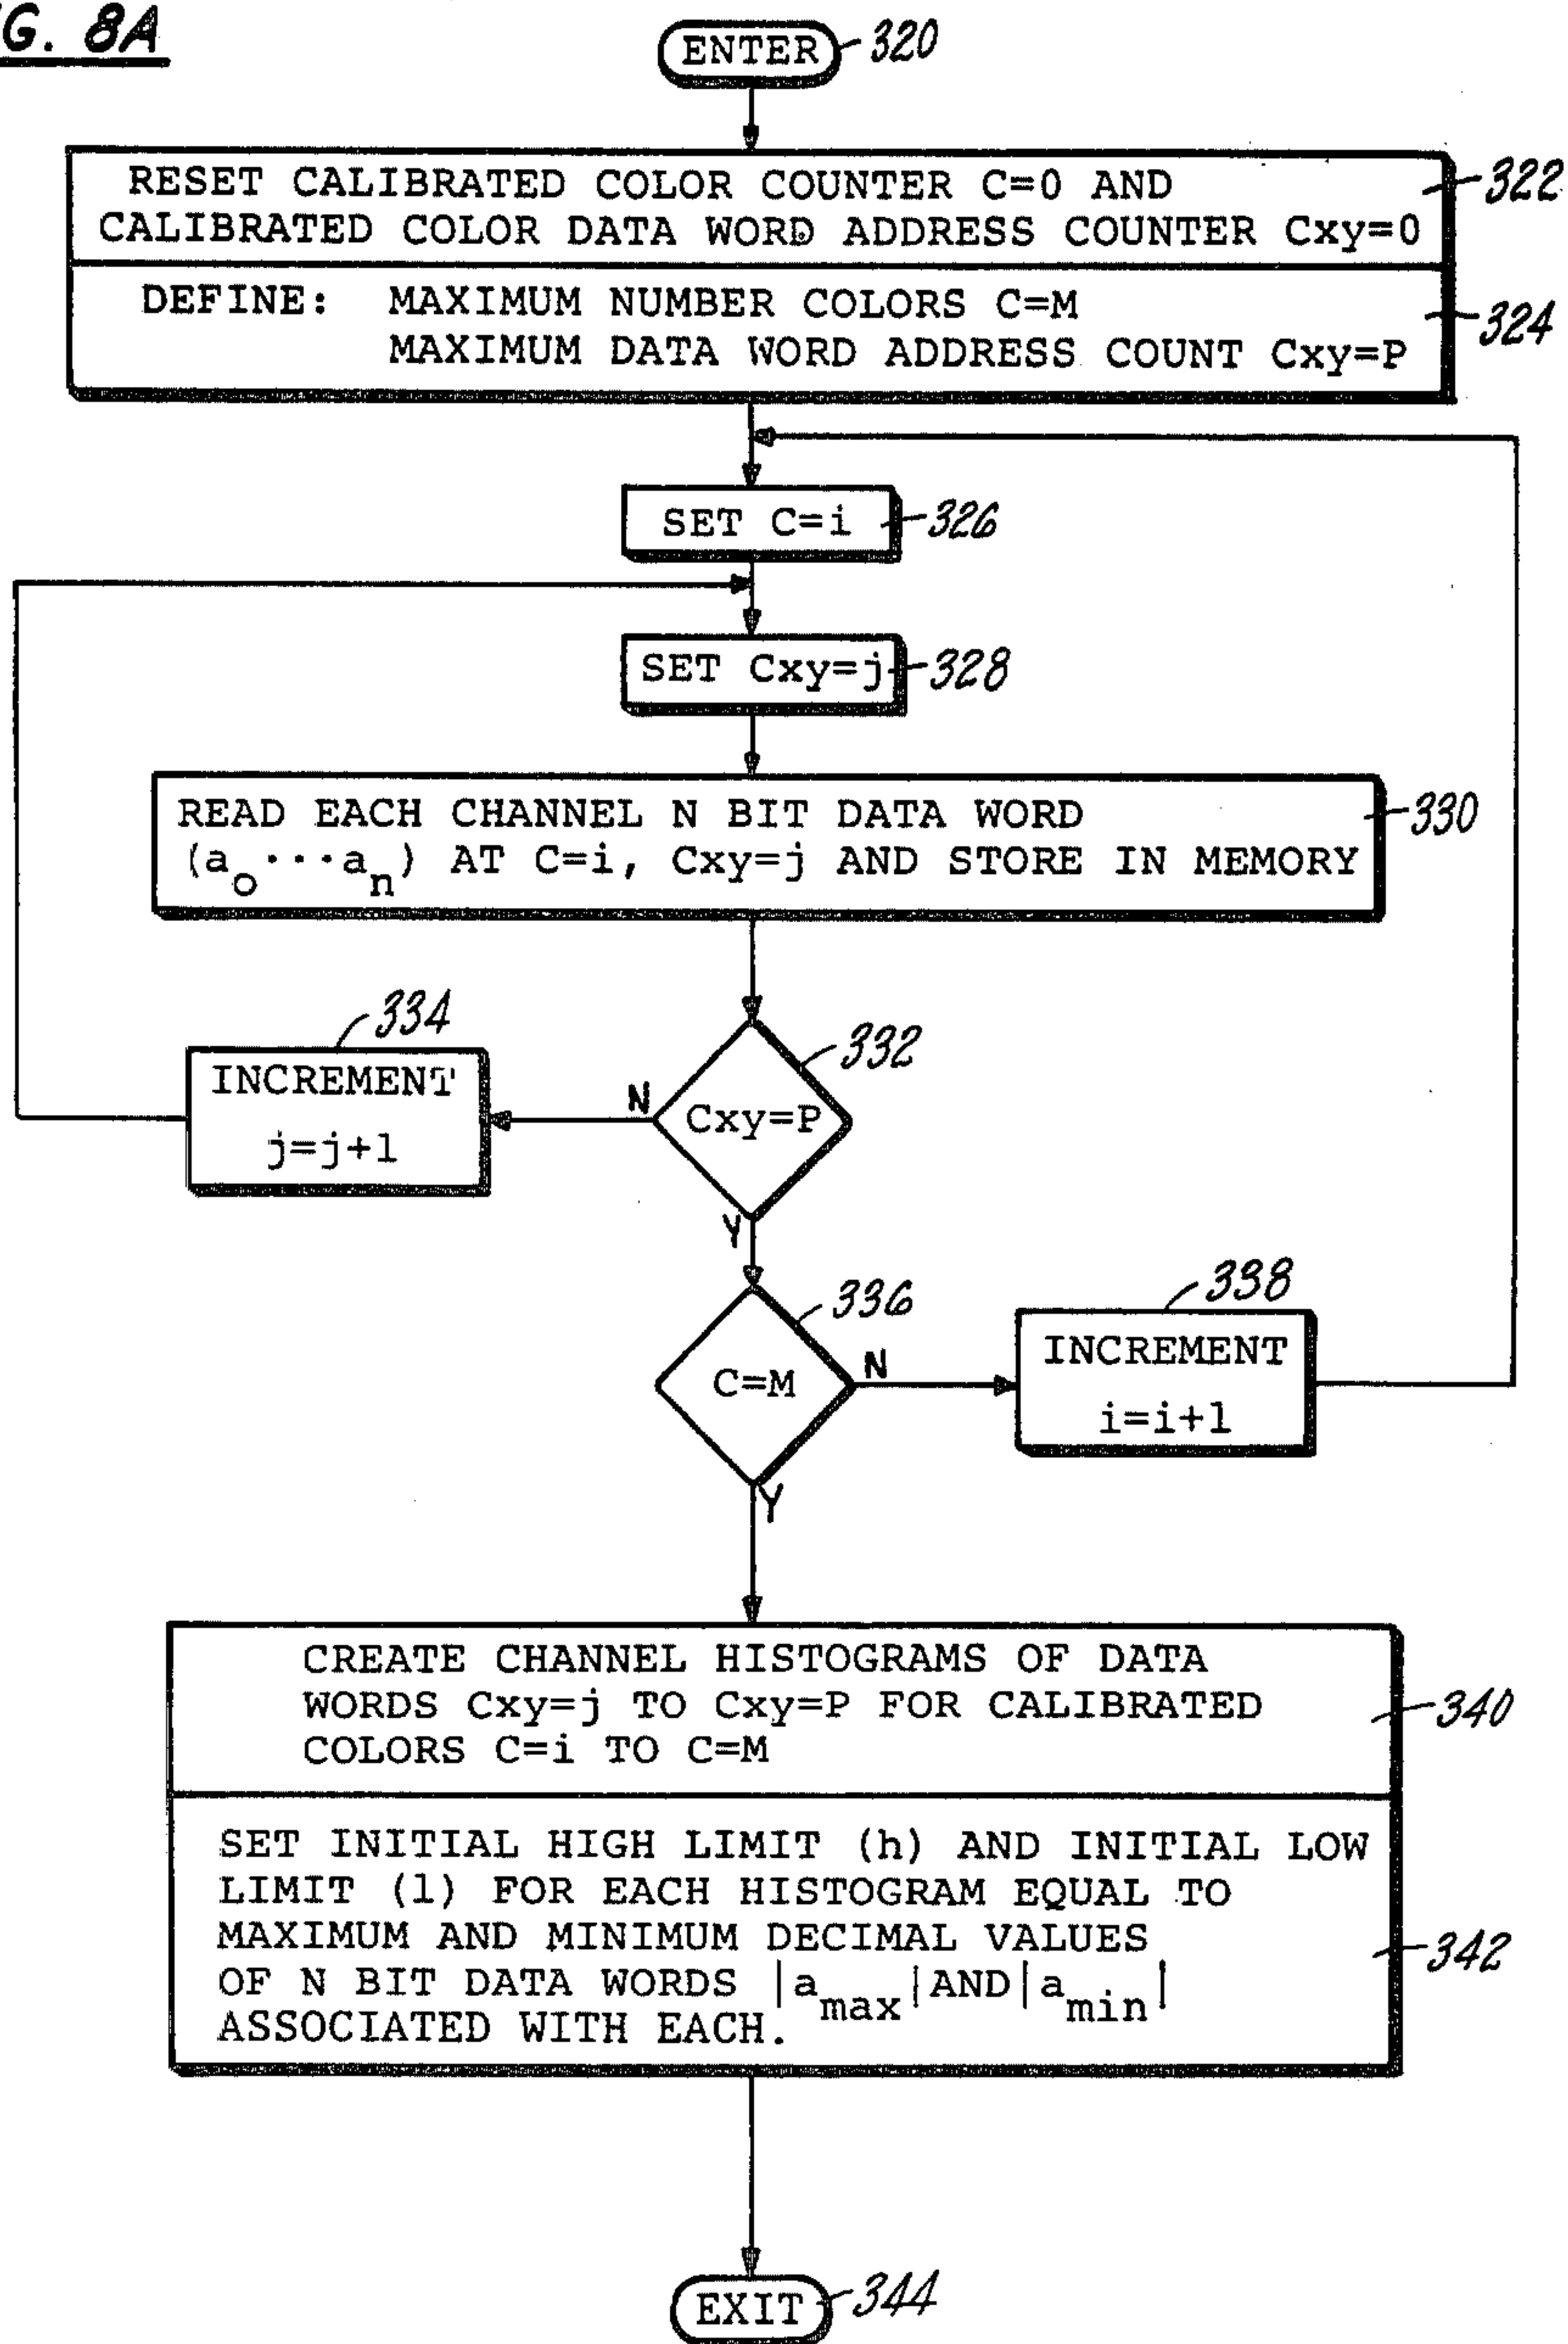 G. 8A
ENTER 320
RESET CALIBRATED COLOR COUNTER C=0 AND
CALIBRATED COLOR DATA WORD ADDRESS COUNTER Cxy=0
322
DEFINE: MAXIMUM NUMBER COLORS C=M
MAXIMUM DATA WORD ADDRESS COUNT Cxy=P
324
SET C=i 326
SET Cxy=j 328
READ EACH CHANNEL N BIT DATA WORD
(a_o···a_n) AT C=i, Cxy=j AND STORE IN MEMORY
330
334
INCREMENT
j=j+1
332
N
Cxy=P
Y
336
C=M
N
338
INCREMENT
i=i+1
Y
CREATE CHANNEL HISTOGRAMS OF DATA
WORDS Cxy=j TO Cxy=P FOR CALIBRATED
COLORS C=i TO C=M
340
SET INITIAL HIGH LIMIT (h) AND INITIAL LOW
LIMIT (l) FOR EACH HISTOGRAM EQUAL TO
MAXIMUM AND MINIMUM DECIMAL VALUES
OF N BIT DATA WORDS |a_max| AND |a_min|
ASSOCIATED WITH EACH.
342
EXIT 344